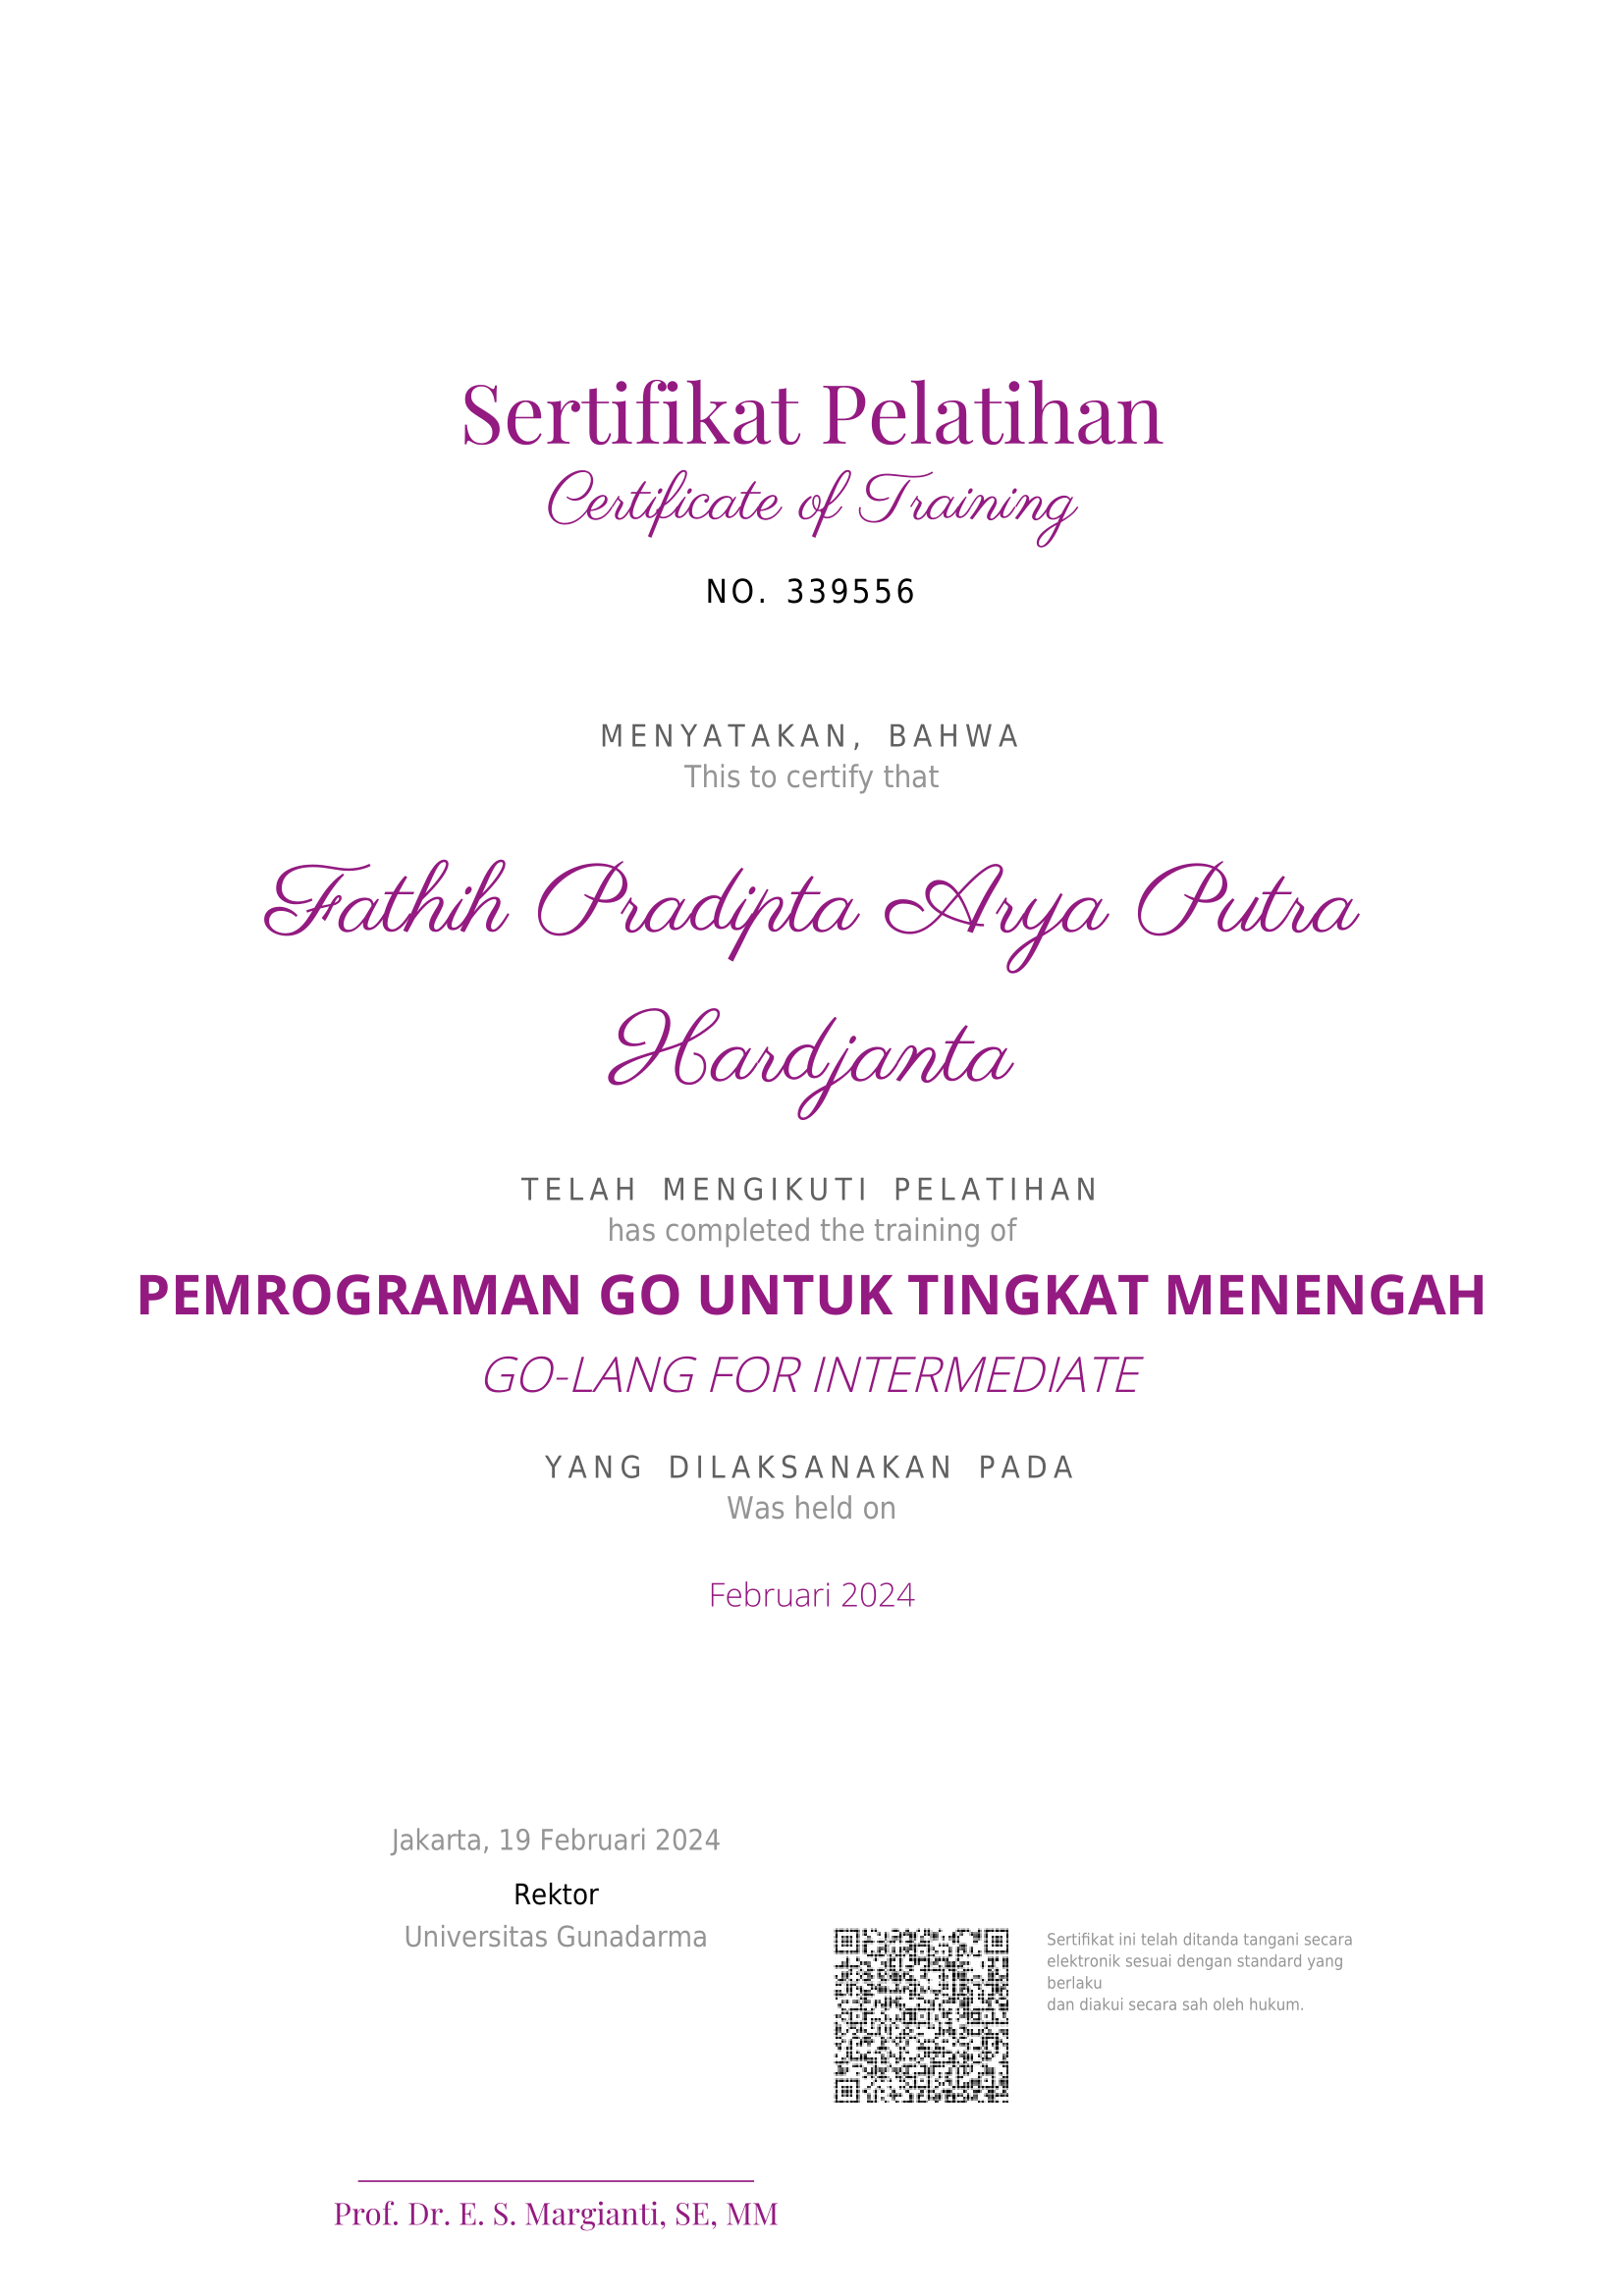 Sertifikat Pelatihan
Certificate of Training
NO. 339556
MENYATAKAN, BAHWA
This to certify that
Fathih Pradipta Arya Putra
Hardjanta
TELAH MENGIKUTI PELATIHAN
has completed the training of
PEMROGRAMAN GO UNTUK TINGKAT MENENGAH
GO-LANG FOR INTERMEDIATE
YANG DILAKSANAKAN PADA
Was held on
Februari 2024
Jakarta, 19 Februari 2024
Rektor
Universitas Gunadarma
Sertifikat ini telah ditanda tangani secara
elektronik sesuai dengan standard yang
berlaku
dan diakui secara sah oleh hukum.
Prof. Dr. E. S. Margianti, SE, MM